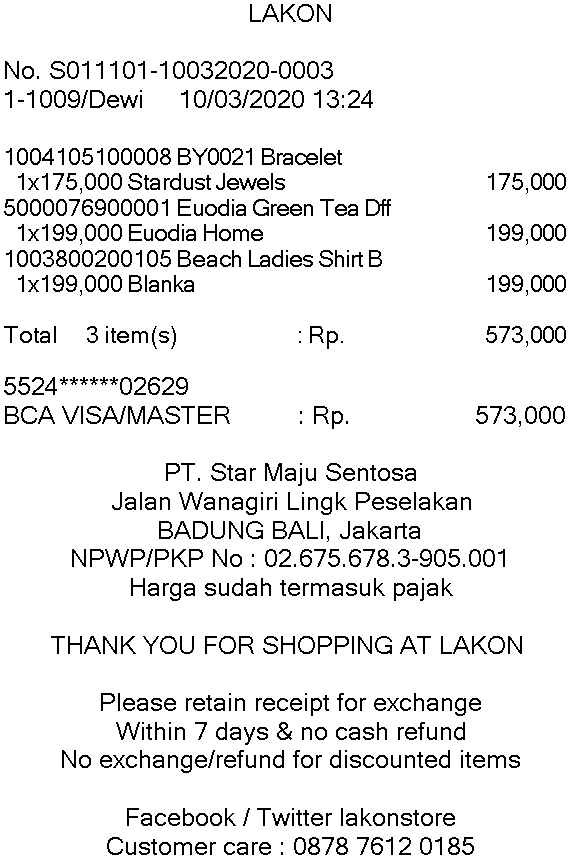 LAKON
No. S011101-10032020-0003
1-1009/Dewi 10/03/2020 13:24
1004105100008 BY0021 Bracelet
1x175,000 Stardust Jewels 175,000
5000076900001 Euodia Green Tea Dff
1x199,000 Euodia Home 199,000
1003800200105 Beach Ladies Shirt B
1x199,000 Blanka 199,000
Total 3 item(s) : Rp. 573,000
5524******02629
BCA VISA/MASTER : Rp. 573,000
PT. Star Maju Sentosa
Jalan Wanagiri Lingk Peselakan
BADUNG BALI, Jakarta
NPWP/PKP No : 02.675.678.3-905.001
Harga sudah termasuk pajak
THANK YOU FOR SHOPPING AT LAKON
Please retain receipt for exchange
Within 7 days & no cash refund
No exchange/refund for discounted items
Facebook / Twitter lakonstore
Customer care : 0878 7612 0185